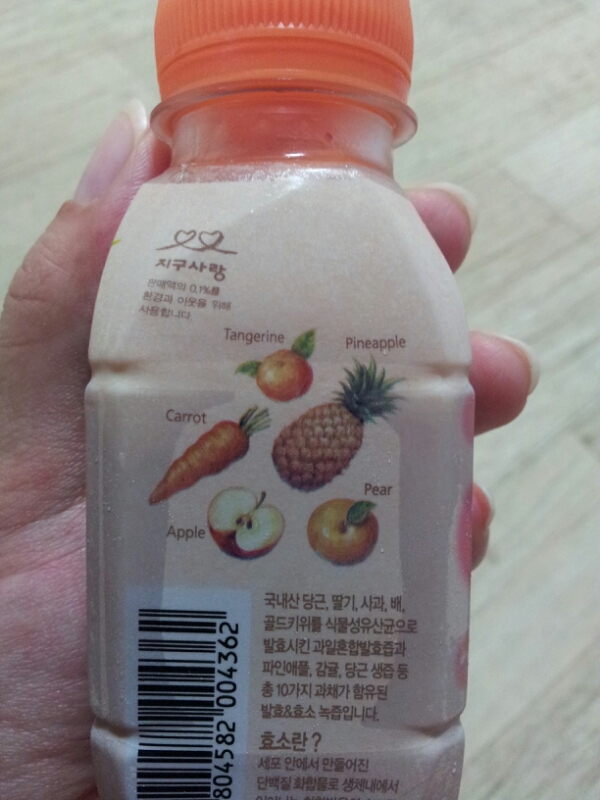 지구사랑
판매액의 0.1%를
환경과 이웃을 위해
사용합니다.
Tangerine
Pineapple
Carrot
Pear
Apple
국내산 당근, 딸기, 사과, 배,
골드키위를 식물성유산균으로
발효시킨 과일혼합발효즙과
파인애플, 감귤, 당근 생즙 등
총 10가지 과채가 함유된
발효&효소 녹즙입니다.
효소란?
세포 안에서 만들어진
단백질 화합물로 생체내에서
804582 004362